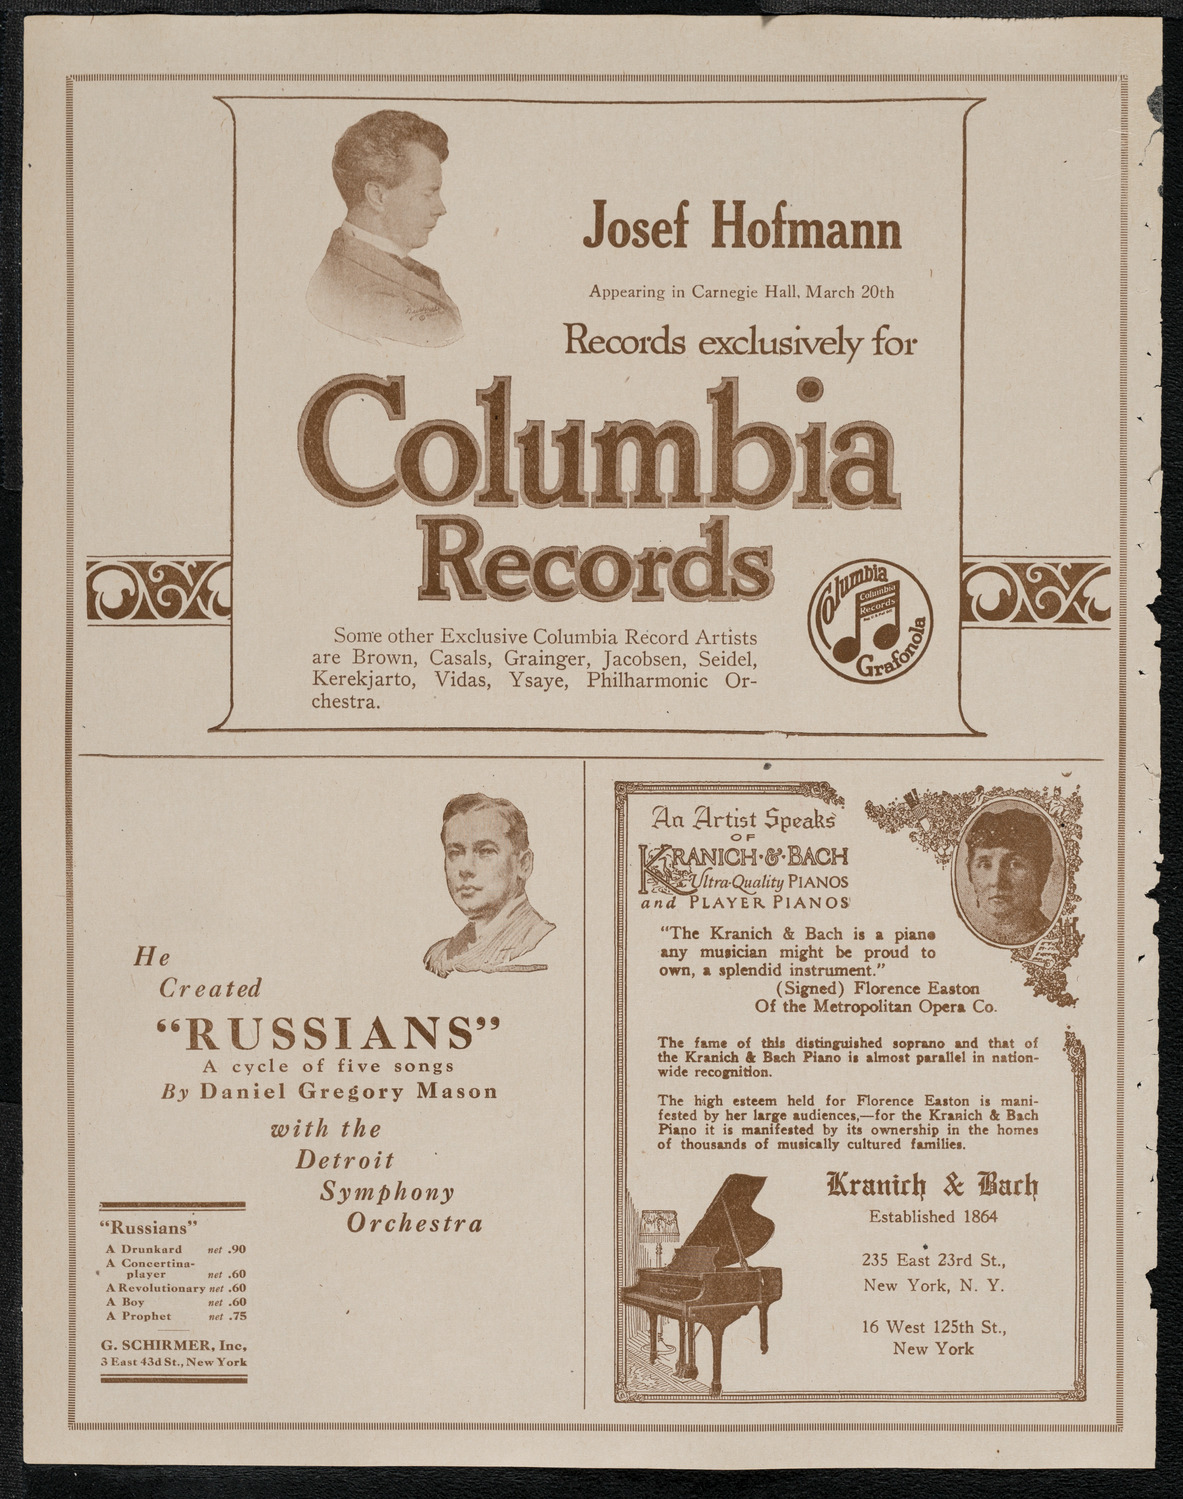 Josef Hofmann
Appearing in Carnegie Hall, March 20th
Records exclusively for
Columbia
Records
Some other Exclusive Columbia Record Artists
are Brown, Casals, Grainger, Jacobsen, Seidel,
Kerekjarto, Vidas, Ysaye, Philharmonic Or-
chestra.
Columbia
Columbia
Records
Grafonola
He
Created
“RUSSIANS”
A cycle of five songs
By Daniel Gregory Mason
with the
Detroit
Symphony
Orchestra
“Russians”
A Drunkard net .90
A Concertina-
player net .60
A Revolutionary net .60
A Boy net .60
A Prophet net .75
G. SCHIRMER, Inc,
3 East 43d St., New York
An Artist Speaks
OF
KRANICH·&·BACH
Ultra-Quality PIANOS
and PLAYER PIANOS
“The Kranich & Bach is a piano
any musician might be proud to
own, a splendid instrument.”
(Signed) Florence Easton
Of the Metropolitan Opera Co.
The fame of this distinguished soprano and that of
the Kranich & Bach Piano is almost parallel in nation-
wide recognition.
The high esteem held for Florence Easton is mani-
fested by her large audiences,—for the Kranich & Bach
Piano it is manifested by its ownership in the homes
of thousands of musically cultured families.
Kranich & Bach
Established 1864
235 East 23rd St.,
New York, N. Y.
16 West 125th St.,
New York